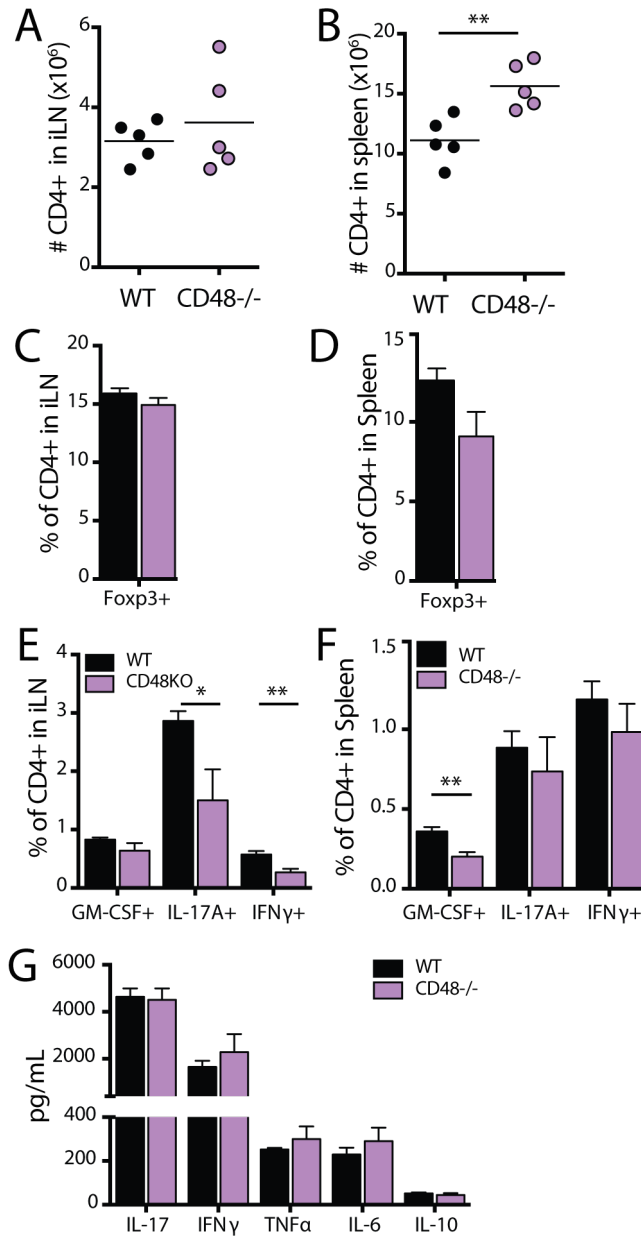 A
# CD4+ in iLN (x10⁶)
6
4
2
0
WT CD48-/-
B
**
# CD4+ in spleen (x10⁶)
20
15
10
5
0
WT CD48-/-
C
% of CD4+ in iLN
20
15
10
5
0
Foxp3+
D
% of CD4+ in Spleen
15
10
5
0
Foxp3+
E
WT
CD48KO
% of CD4+ in iLN
4
3
2
1
0
* **
GM-CSF+ IL-17A+ IFNγ+
F
WT
CD48-/-
% of CD4+ in Spleen
1.5
1.0
0.5
0.0
**
GM-CSF+ IL-17A+ IFNγ+
G
WT
CD48-/-
pg/mL
6000
4000
2000
400
200
0
IL-17 IFNγ TNFα IL-6 IL-10